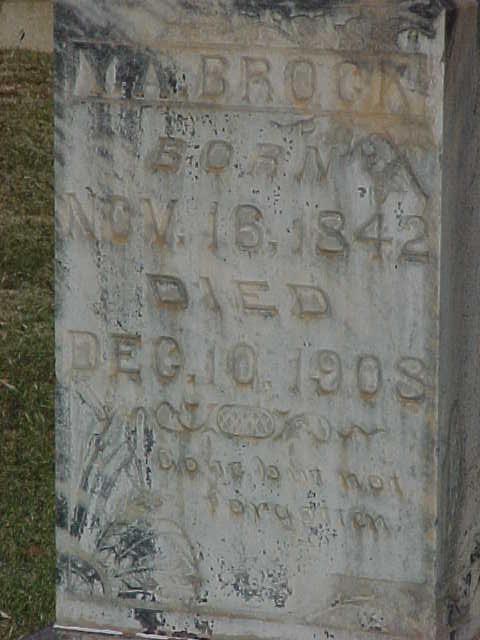 A. BROCK
BORN
NOV. 16, 1842
DIED
DEC. 10, 1908
Gone but not
forgotten